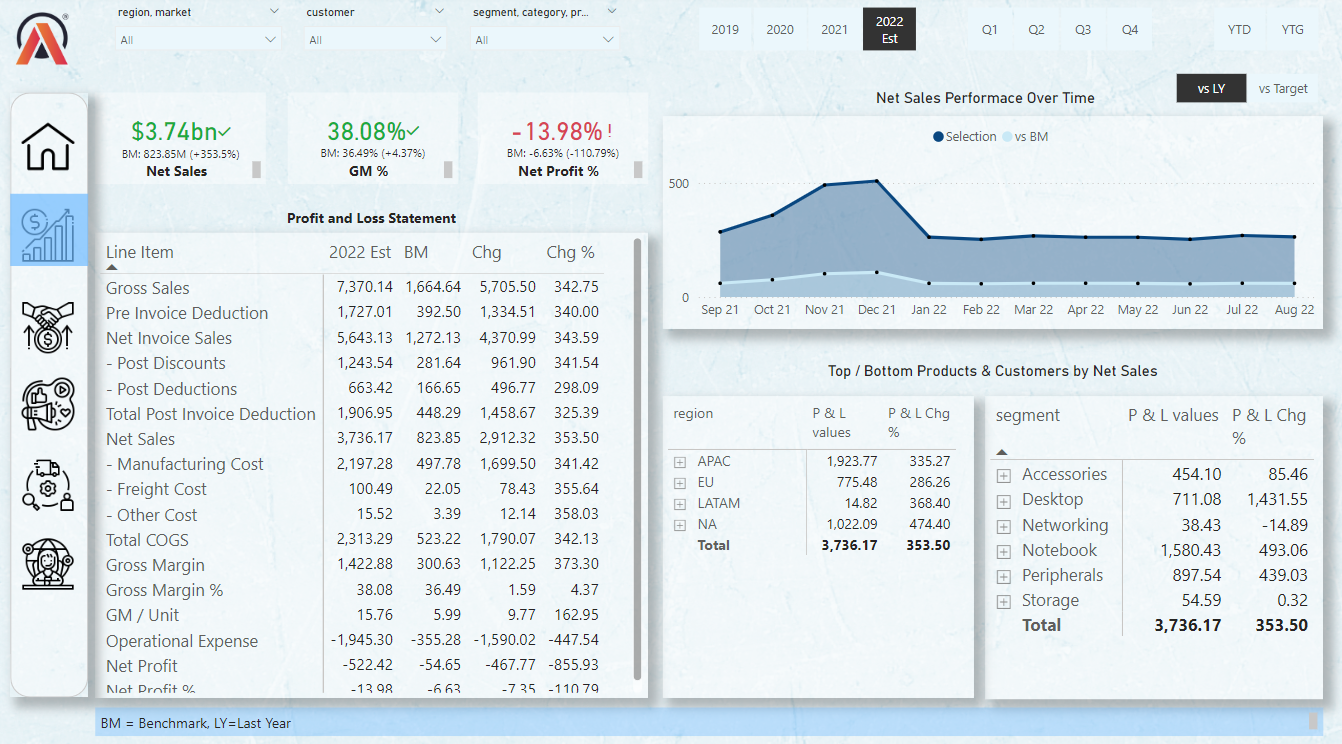 region, market
customer
segment, category, pr...
All
All
All
2019
2020
2021
2022 Est
Q1
Q2
Q3
Q4
YTD
YTG
vs LY
vs Target
$3.74bn
BM: 823.85M (+353.5%)
Net Sales
38.08%
BM: 36.49% (+4.37%)
GM %
-13.98% !
BM: -6.63% (-110.79%)
Net Profit %
Net Sales Performace Over Time
Selection vs BM
500
0
Sep 21 Oct 21 Nov 21 Dec 21 Jan 22 Feb 22 Mar 22 Apr 22 May 22 Jun 22 Jul 22 Aug 22
Profit and Loss Statement
Line Item 2022 Est BM Chg Chg %
Gross Sales 7,370.14 1,664.64 5,705.50 342.75
Pre Invoice Deduction 1,727.01 392.50 1,334.51 340.00
Net Invoice Sales 5,643.13 1,272.13 4,370.99 343.59
- Post Discounts 1,243.54 281.64 961.90 341.54
- Post Deductions 663.42 166.65 496.77 298.09
Total Post Invoice Deduction 1,906.95 448.29 1,458.67 325.39
Net Sales 3,736.17 823.85 2,912.32 353.50
- Manufacturing Cost 2,197.28 497.78 1,699.50 341.42
- Freight Cost 100.49 22.05 78.43 355.64
- Other Cost 15.52 3.39 12.14 358.03
Total COGS 2,313.29 523.22 1,790.07 342.13
Gross Margin 1,422.88 300.63 1,122.25 373.30
Gross Margin % 38.08 36.49 1.59 4.37
GM / Unit 15.76 5.99 9.77 162.95
Operational Expense -1,945.30 -355.28 -1,590.02 -447.54
Net Profit -522.42 -54.65 -467.77 -855.93
Net Profit % -13.98 -6.63 -7.35 -110.79
Top / Bottom Products & Customers by Net Sales
region P & L values P & L Chg %
APAC 1,923.77 335.27
EU 775.48 286.26
LATAM 14.82 368.40
NA 1,022.09 474.40
Total 3,736.17 353.50
segment P & L values P & L Chg %
Accessories 454.10 85.46
Desktop 711.08 1,431.55
Networking 38.43 -14.89
Notebook 1,580.43 493.06
Peripherals 897.54 439.03
Storage 54.59 0.32
Total 3,736.17 353.50
BM = Benchmark, LY=Last Year